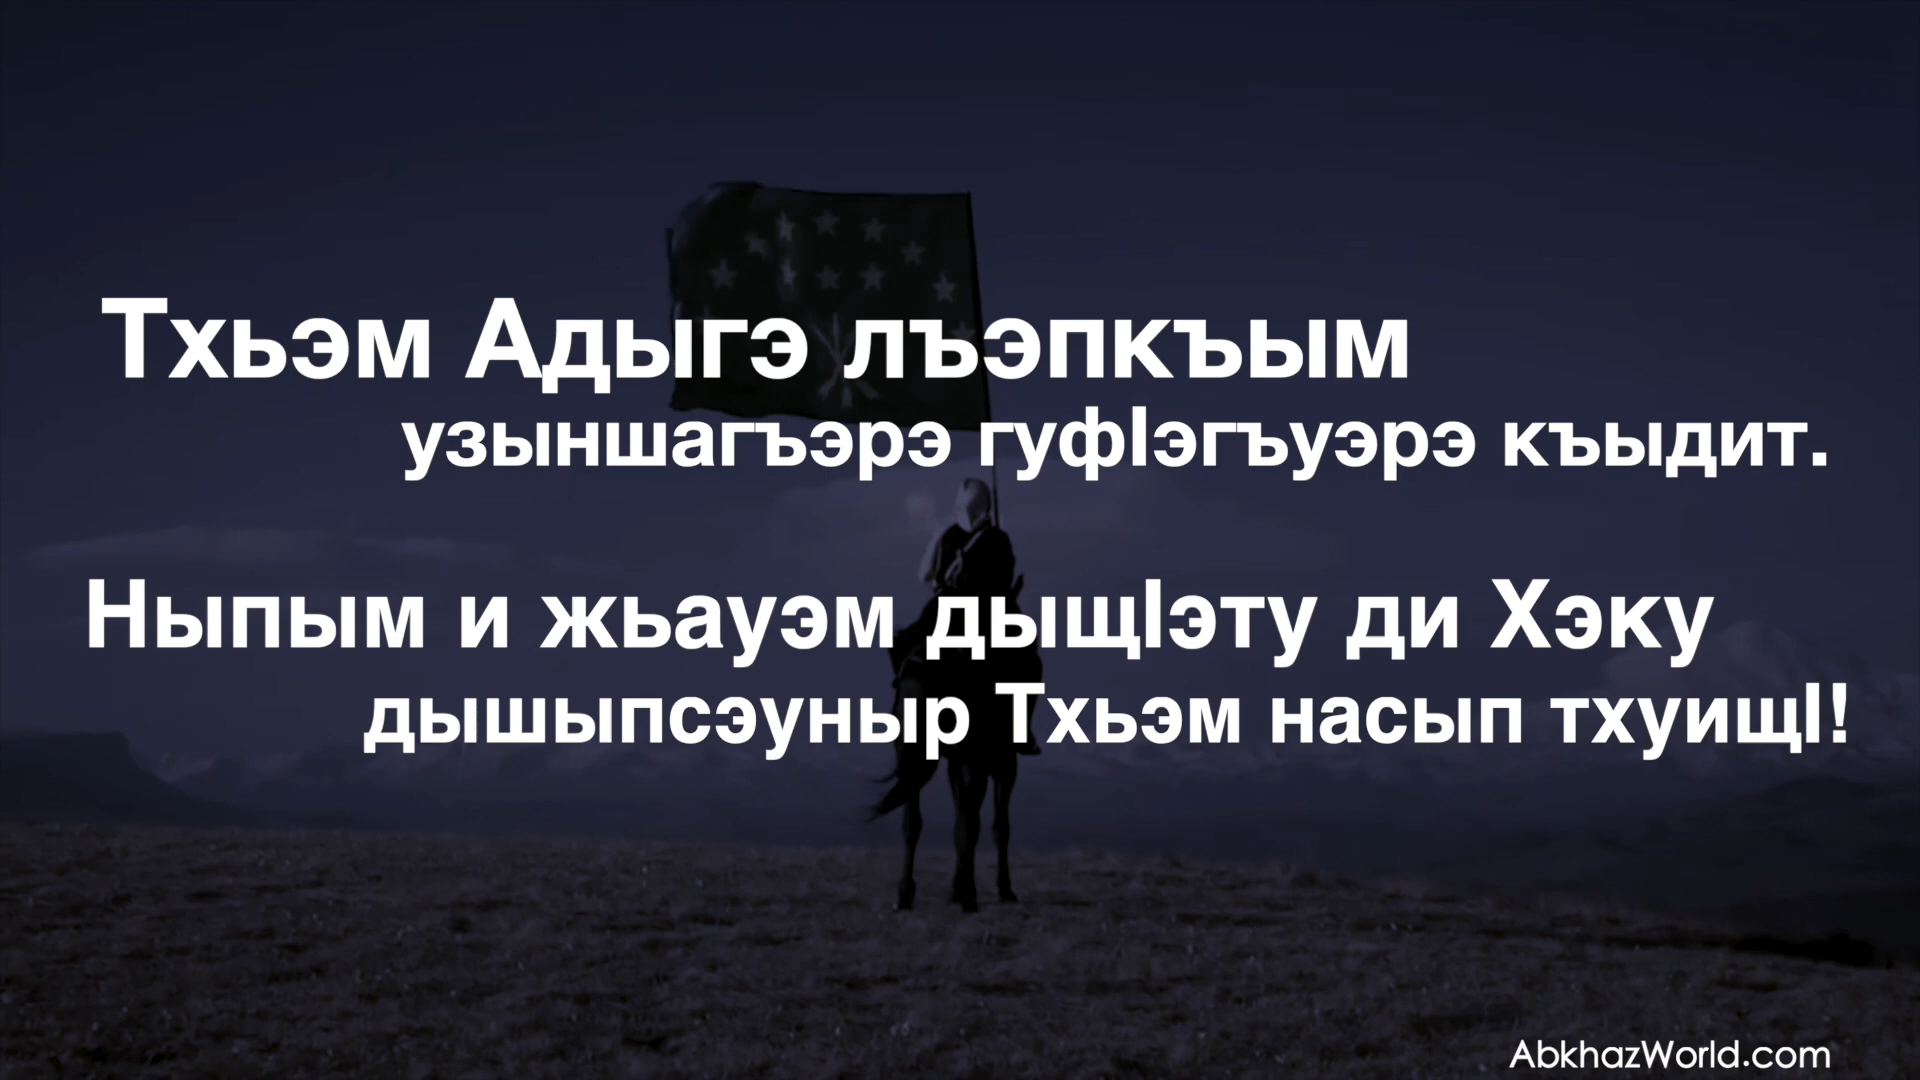 Тхьэм Адыгэ лъэпкъым
узыншагъэрэ гуфӀэгъуэрэ къыдит.
Ныпым и жьауэм дыщӀэту ди Хэку
дышыпсэуныр Тхьэм насып тхуищӀ!
AbkhazWorld.com